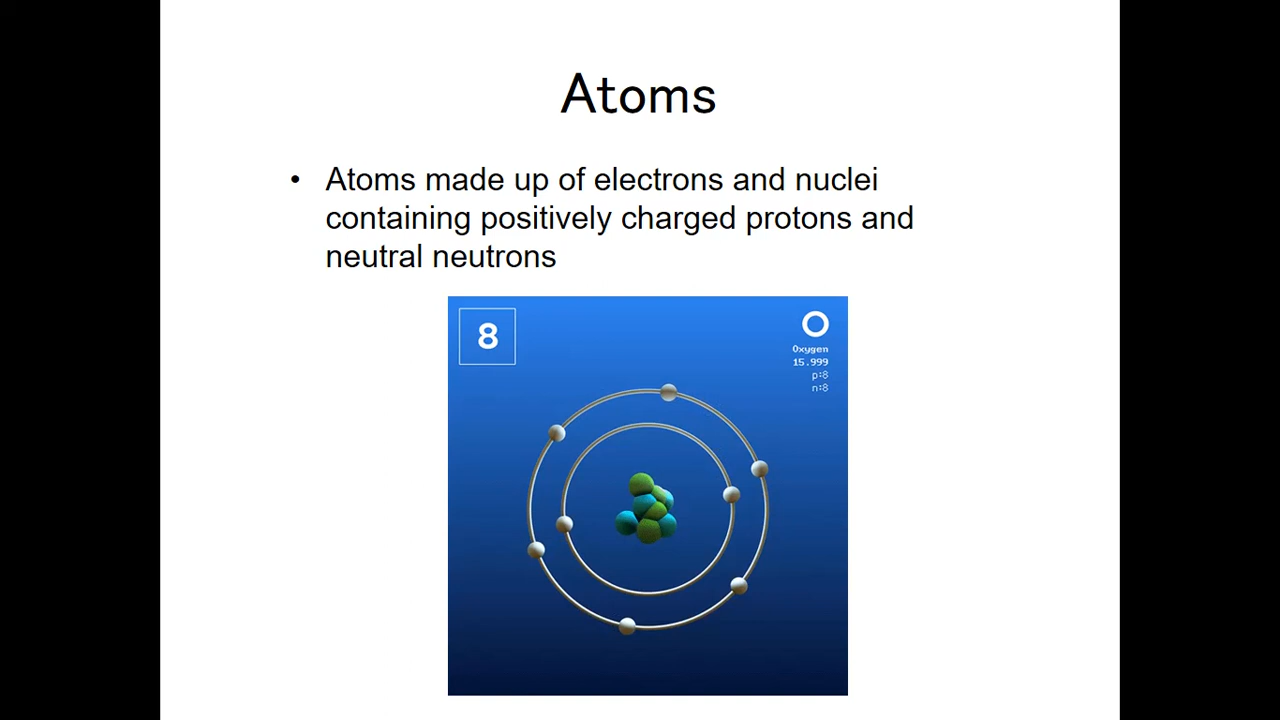 Atoms
• Atoms made up of electrons and nuclei
containing positively charged protons and
neutral neutrons
8
O
Oxygen
15.999
p:8
n:8